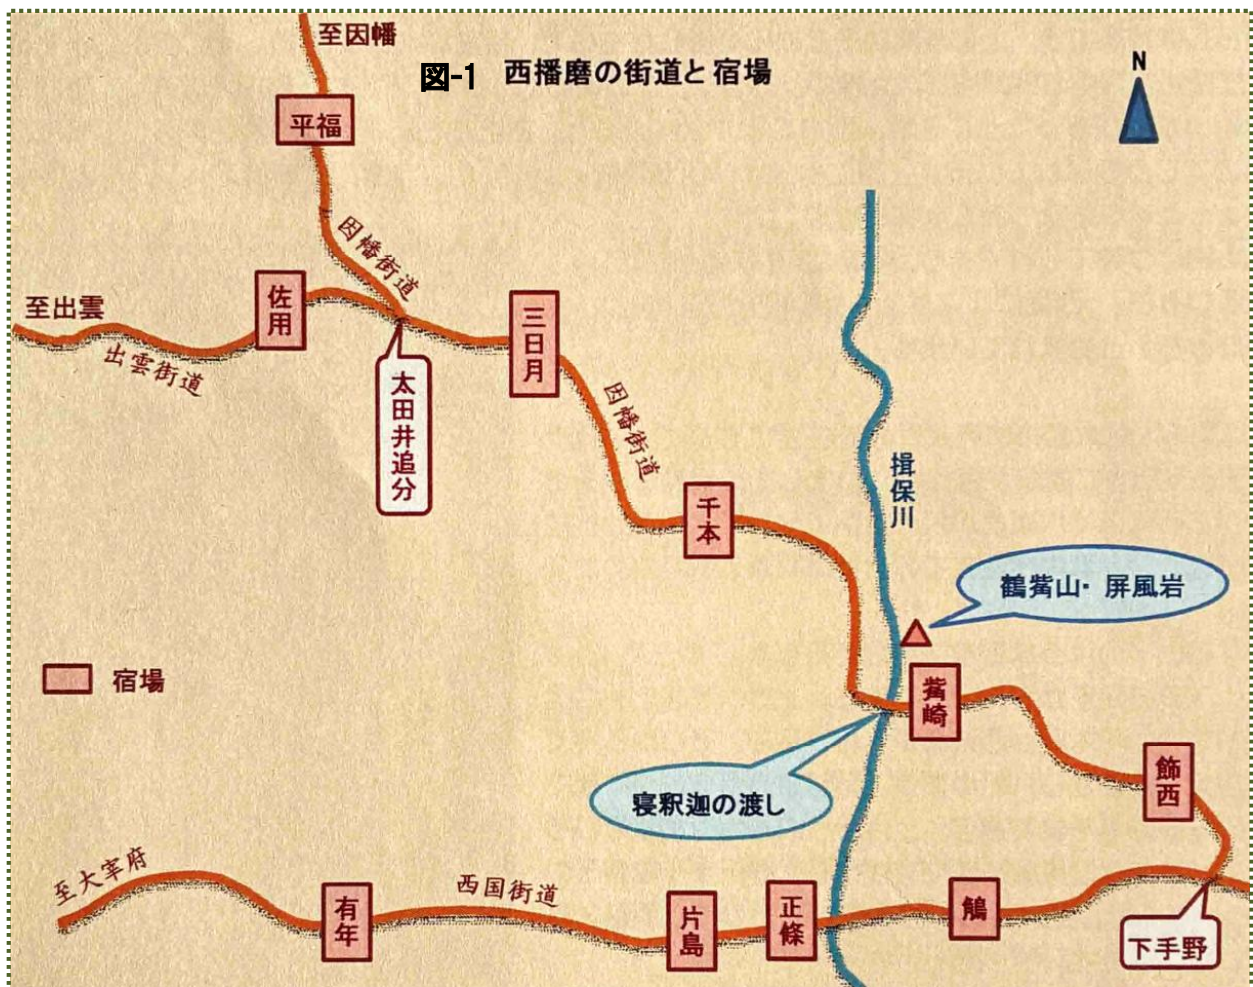 図-1 西播磨の街道と宿場
至因幡
N
平福
因幡街道
佐用
至出雲
出雲街道
太田井追分
三日月
因幡街道
千本
揖保川
鶴觜山・屏風岩
宿場
觜崎
寝釈迦の渡し
飾西
至大宰府
有年
西国街道
片島
正條
鵤
下手野